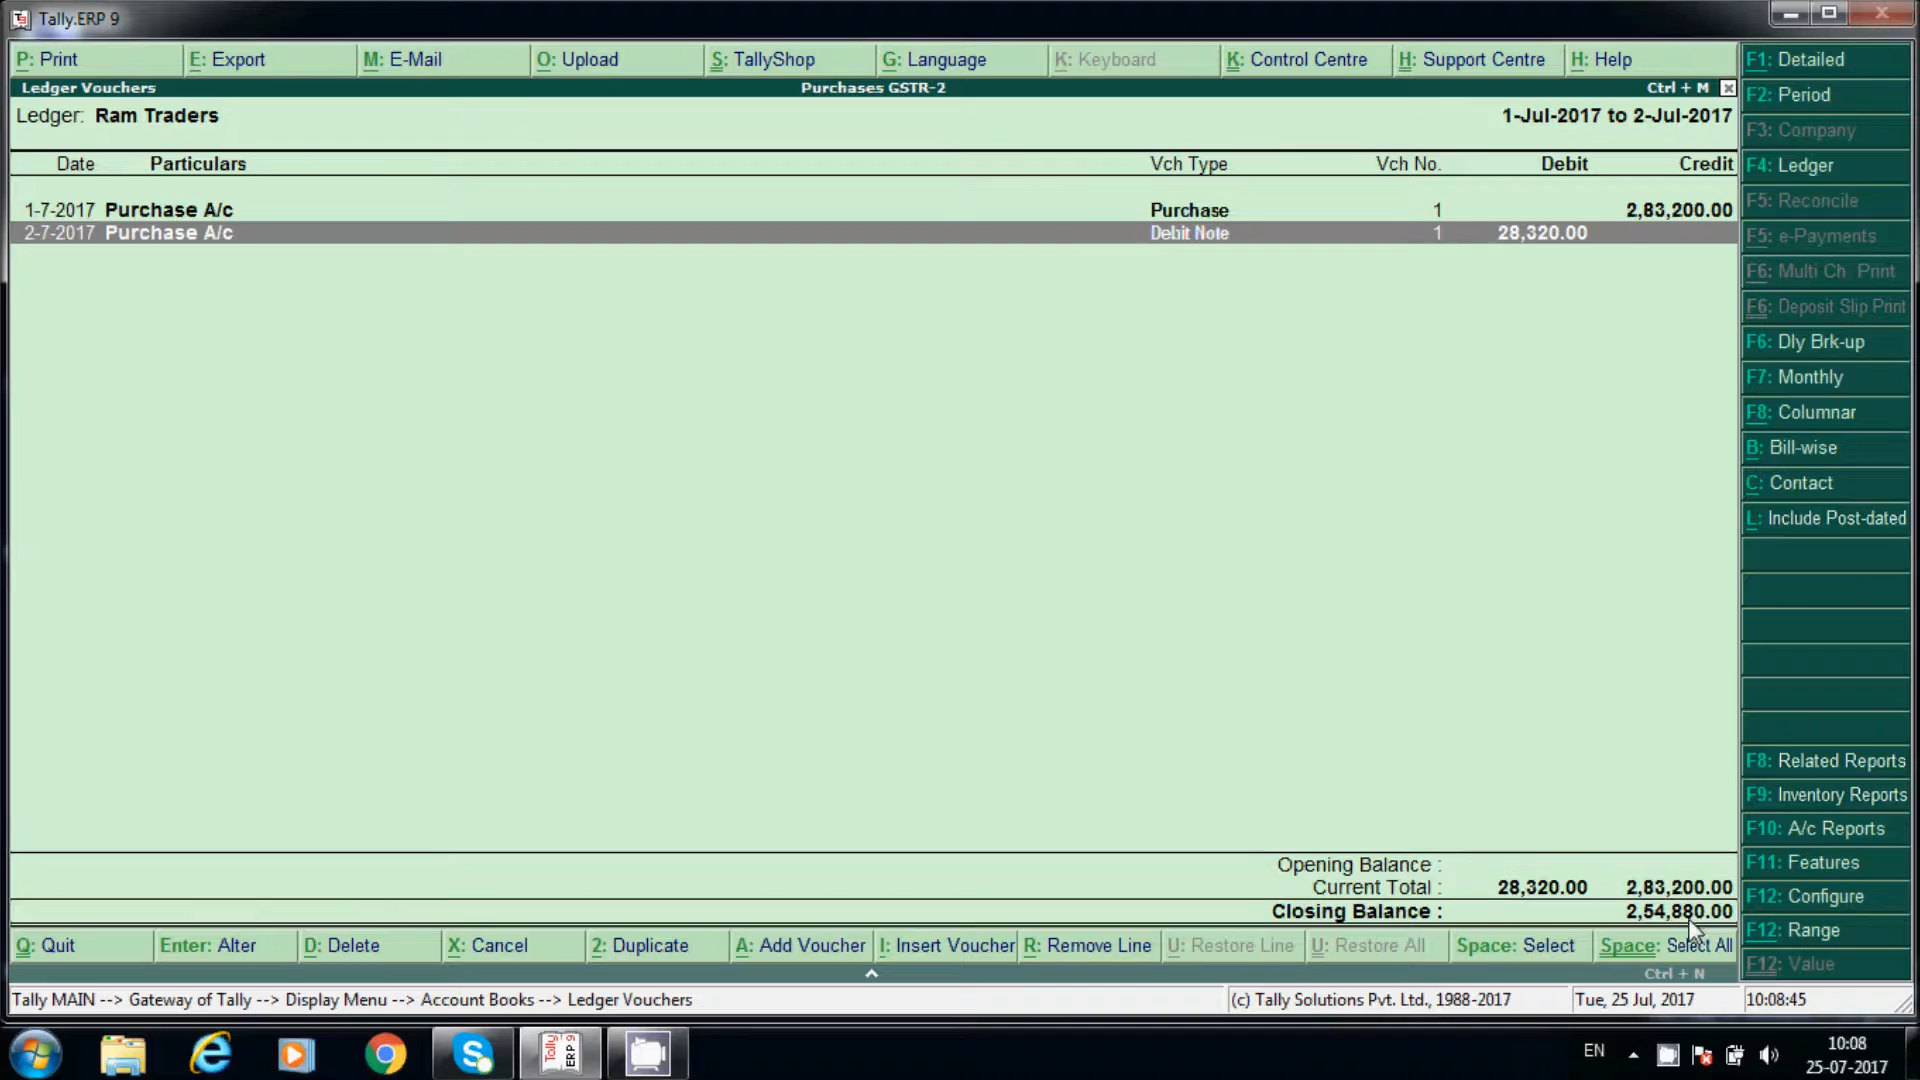 Tally.ERP 9
P: Print E: Export M: E-Mail O: Upload S: TallyShop G: Language K: Keyboard K: Control Centre H: Support Centre H: Help
Ledger Vouchers Purchases GSTR-2 Ctrl + M
Ledger: Ram Traders 1-Jul-2017 to 2-Jul-2017
Date Particulars Vch Type Vch No. Debit Credit
1-7-2017 Purchase A/c Purchase 1 2,83,200.00
2-7-2017 Purchase A/c Debit Note 1 28,320.00
Opening Balance :
Current Total : 28,320.00 2,83,200.00
Closing Balance : 2,54,880.00
Q: Quit Enter: Alter D: Delete X: Cancel 2: Duplicate A: Add Voucher I: Insert Voucher R: Remove Line U: Restore Line U: Restore All Space: Select Space: Select All
Ctrl + N
F1: Detailed
F2: Period
F3: Company
F4: Ledger
F5: Reconcile
F5: e-Payments
F6: Multi Ch Print
F6: Deposit Slip Print
F6: Dly Brk-up
F7: Monthly
F8: Columnar
B: Bill-wise
C: Contact
L: Include Post-dated
F8: Related Reports
F9: Inventory Reports
F10: A/c Reports
F11: Features
F12: Configure
F12: Range
F12: Value
Tally MAIN --> Gateway of Tally --> Display Menu --> Account Books --> Ledger Vouchers (c) Tally Solutions Pvt. Ltd., 1988-2017 Tue, 25 Jul, 2017 10:08:45
Tally ERP 9
EN
10:08
25-07-2017